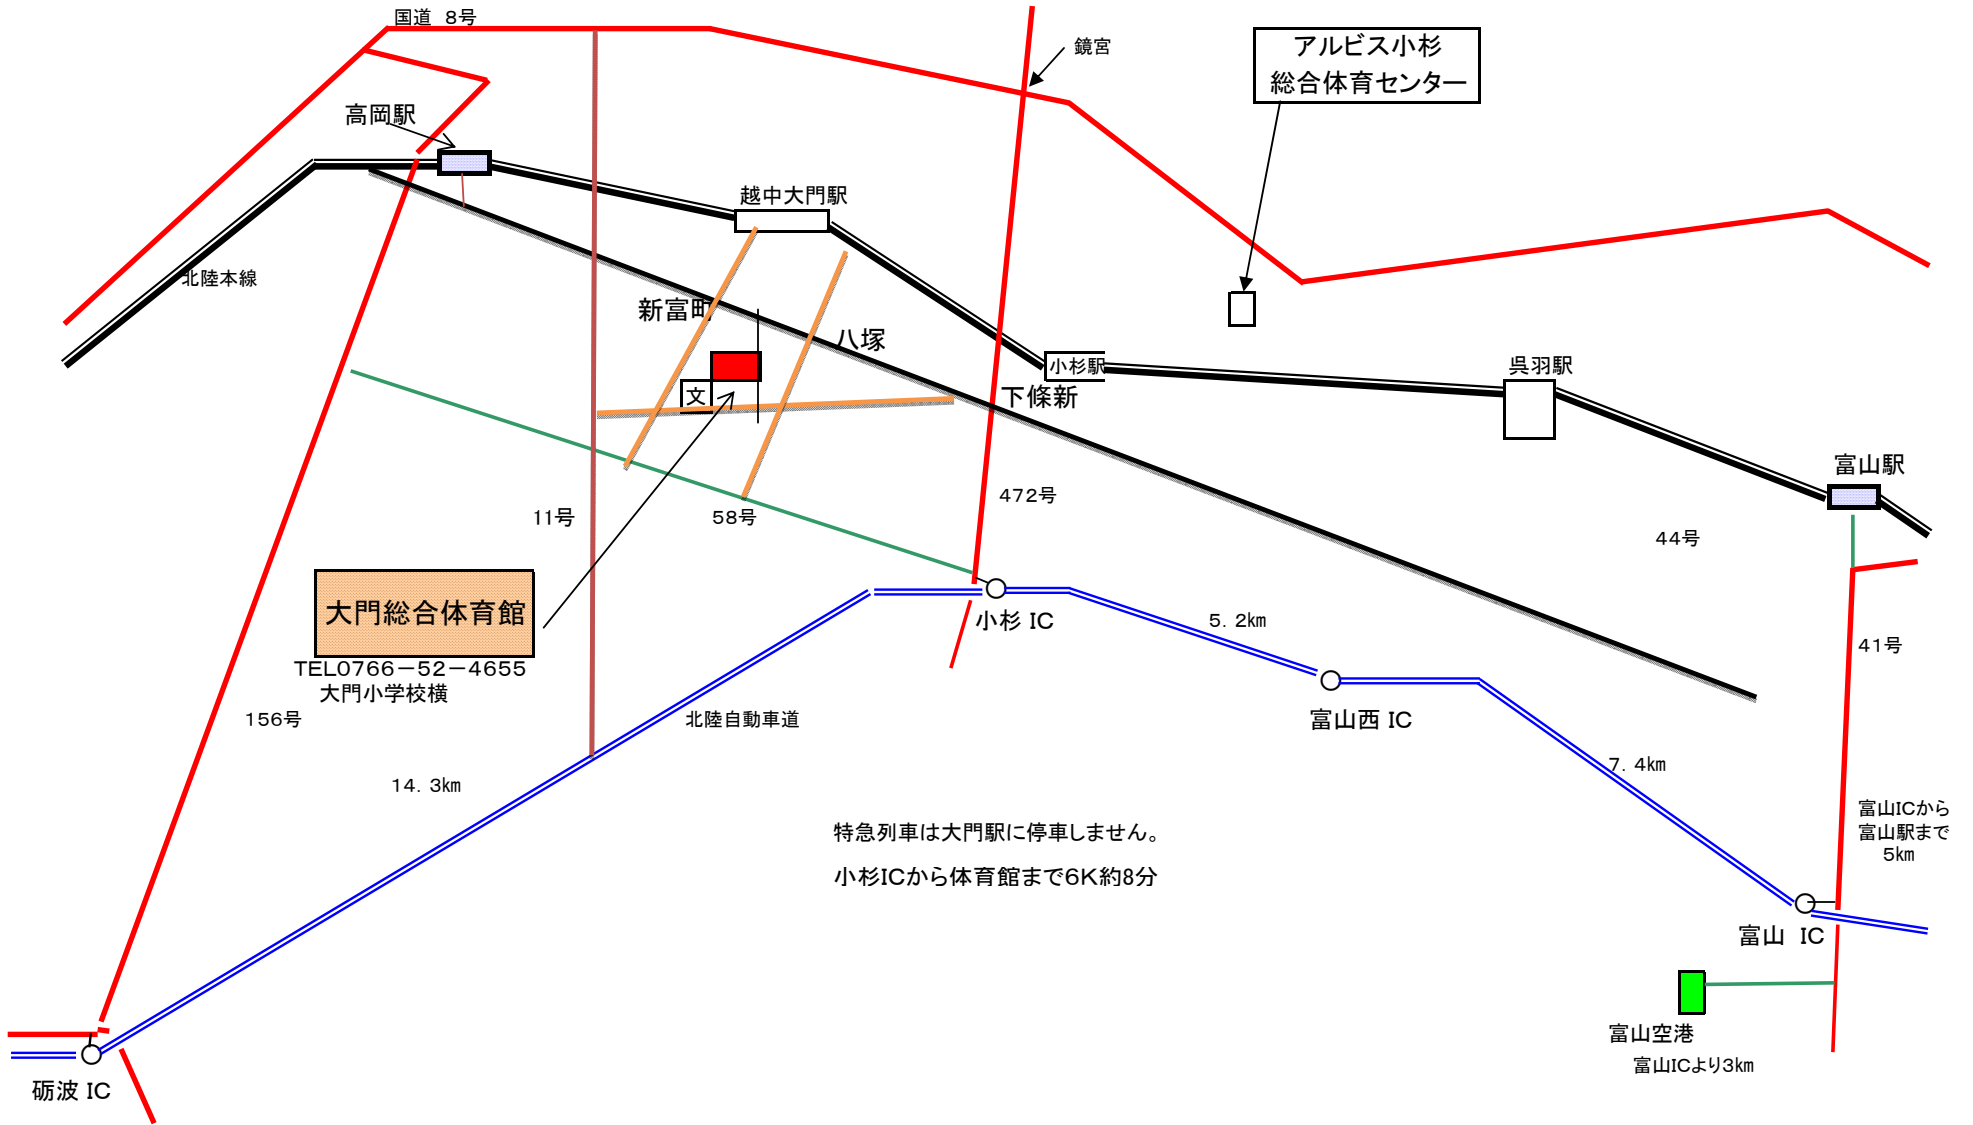 国道 8号
鏡宮
アルビス小杉
総合体育センター
高岡駅
越中大門駅
北陸本線
新富町
八塚
小杉駅
下條新
文
呉羽駅
富山駅
472号
11号
58号
44号
大門総合体育館
TEL0766－52－4655
大門小学校横
小杉 IC
5. 2㎞
41号
156号
北陸自動車道
富山西 IC
14. 3㎞
7. 4㎞
特急列車は大門駅に停車しません。
小杉ICから体育館まで6K約8分
富山ICから
富山駅まで
5㎞
富山 IC
富山空港
富山ICより3㎞
砺波 IC